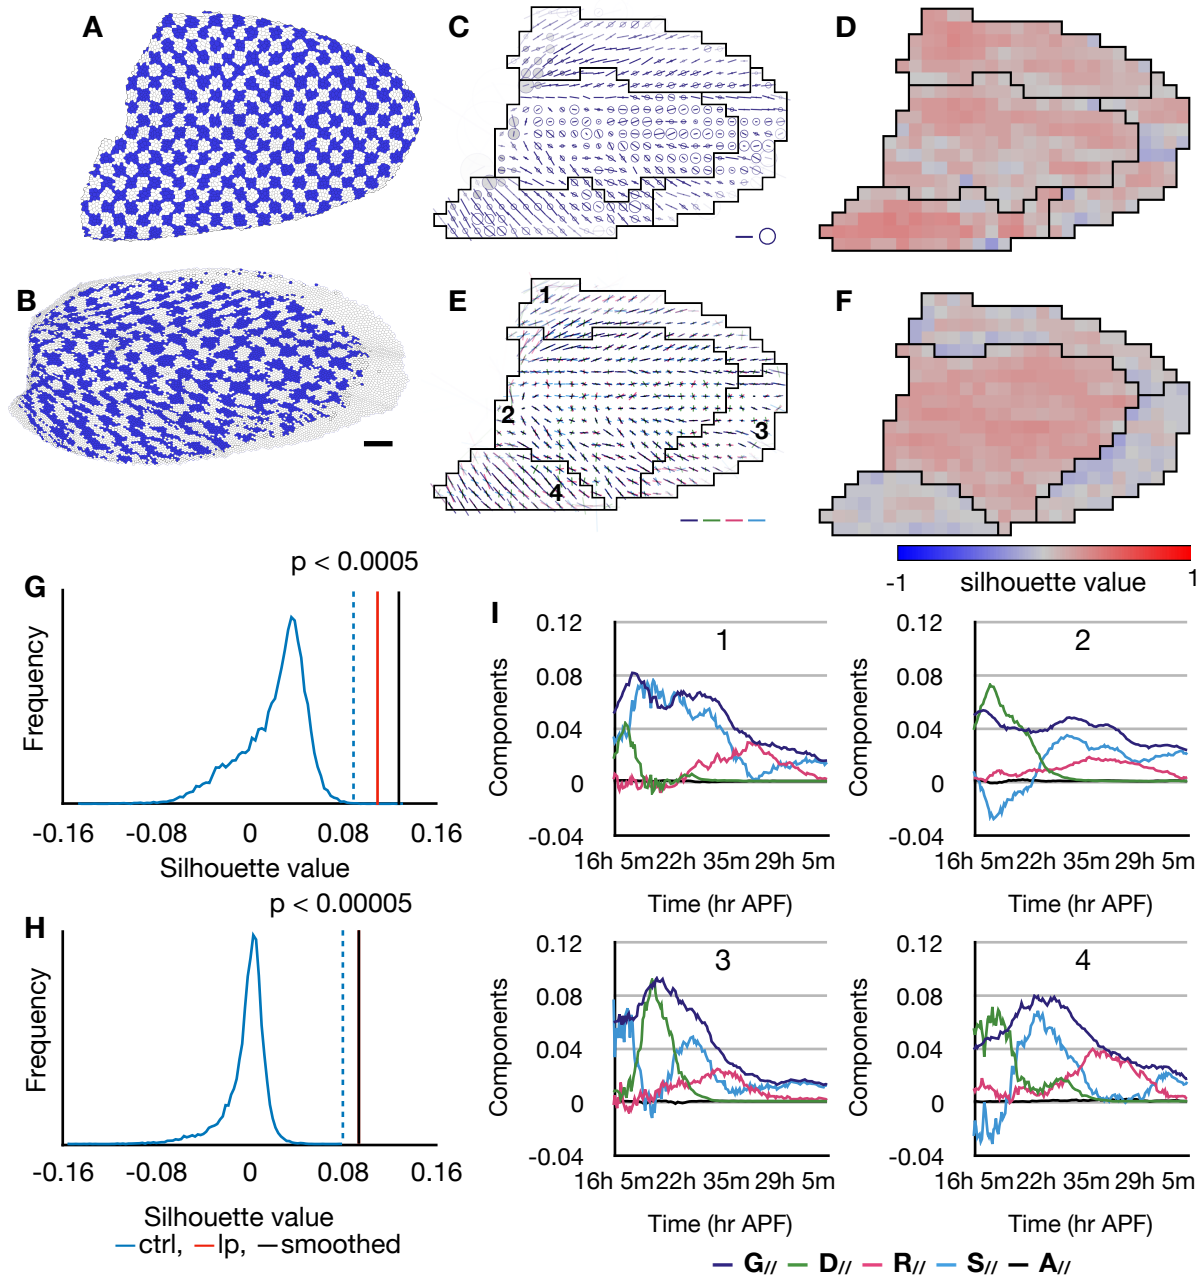 A
B
C
D
E
1
2
3
4
F
-1 silhouette value 1
G
p < 0.0005
Frequency
-0.16 -0.08 0 0.08 0.16
Silhouette value
H
p < 0.00005
Frequency
-0.16 -0.08 0 0.08 0.16
Silhouette value
ctrl, lp, smoothed
I
1
Components
0.12
0.08
0.04
0
-0.04
16h 5m 22h 35m 29h 5m
Time (hr APF)
2
Components
0.12
0.08
0.04
0
-0.04
16h 5m 22h 35m 29h 5m
Time (hr APF)
3
Components
0.12
0.08
0.04
0
-0.04
16h 5m 22h 35m 29h 5m
Time (hr APF)
4
Components
0.12
0.08
0.04
0
-0.04
16h 5m 22h 35m 29h 5m
Time (hr APF)
G// D// R// S// A//